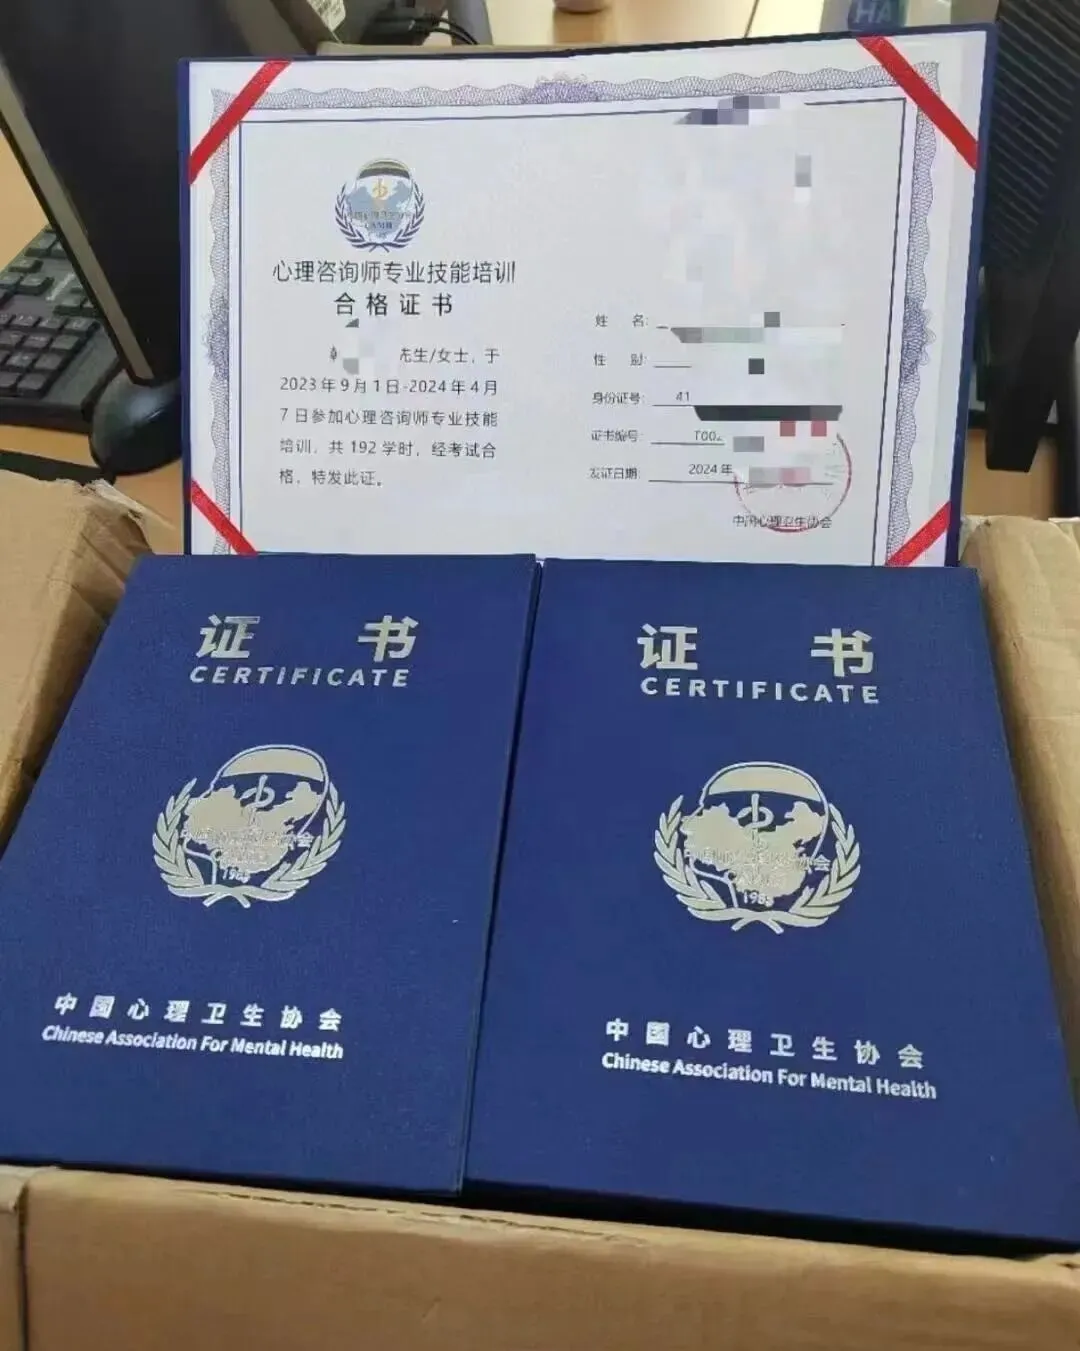 HA
心理咨询师专业技能培训
合格证书
先生/女士，于
2023年9月1日-2024年4月
7日参加心理咨询师专业技能
培训，共192学时，经考试合
格，特发此证。
姓 名:
性 别:
身份证号: 41
证书编号: T002
发证日期: 2024年
中国心理卫生协会
证 书
CERTIFICATE
1985
中国心理卫生协会
Chinese Association For Mental Health
证 书
CERTIFICATE
1985
中国心理卫生协会
Chinese Association For Mental Health